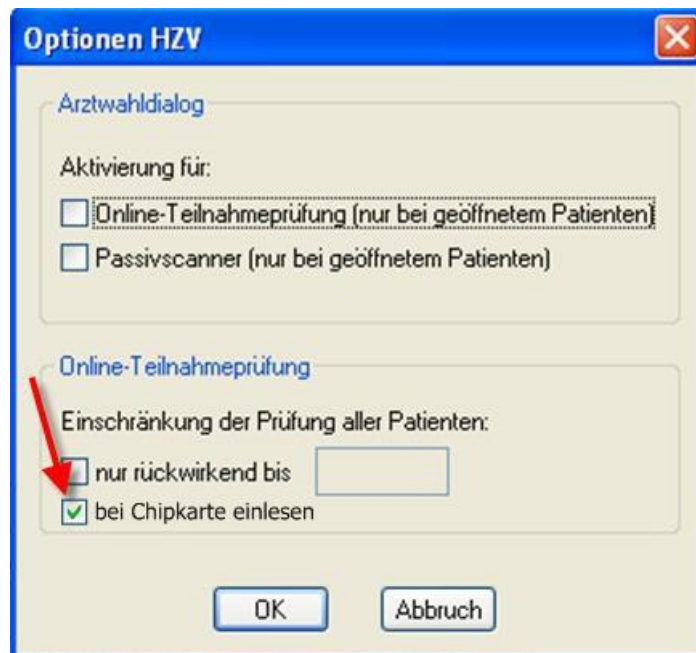 Optionen HZV
Arztwahldialog
Aktivierung für:
Online-Teilnahmeprüfung (nur bei geöffnetem Patienten)
Passivscanner (nur bei geöffnetem Patienten)
Online-Teilnahmeprüfung
Einschränkung der Prüfung aller Patienten:
nur rückwirkend bis
bei Chipkarte einlesen
OK Abbruch